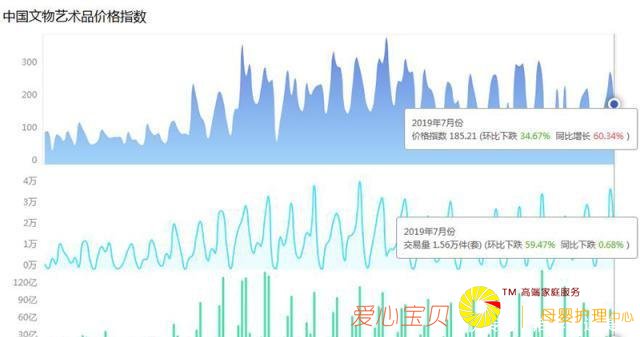 中国文物艺术品价格指数
300
200
100
0
2019年7月份
价格指数 185.21 (环比下跌 34.67% 同比增长 60.34% )
4万
3万
2万
1万
0万
2019年7月份
交易量 1.56万件(套) (环比下跌 59.47% 同比下跌 0.68% )
120亿
90亿
60亿
30亿
TM 高端家庭服务
爱心宝贝
母婴护理中心